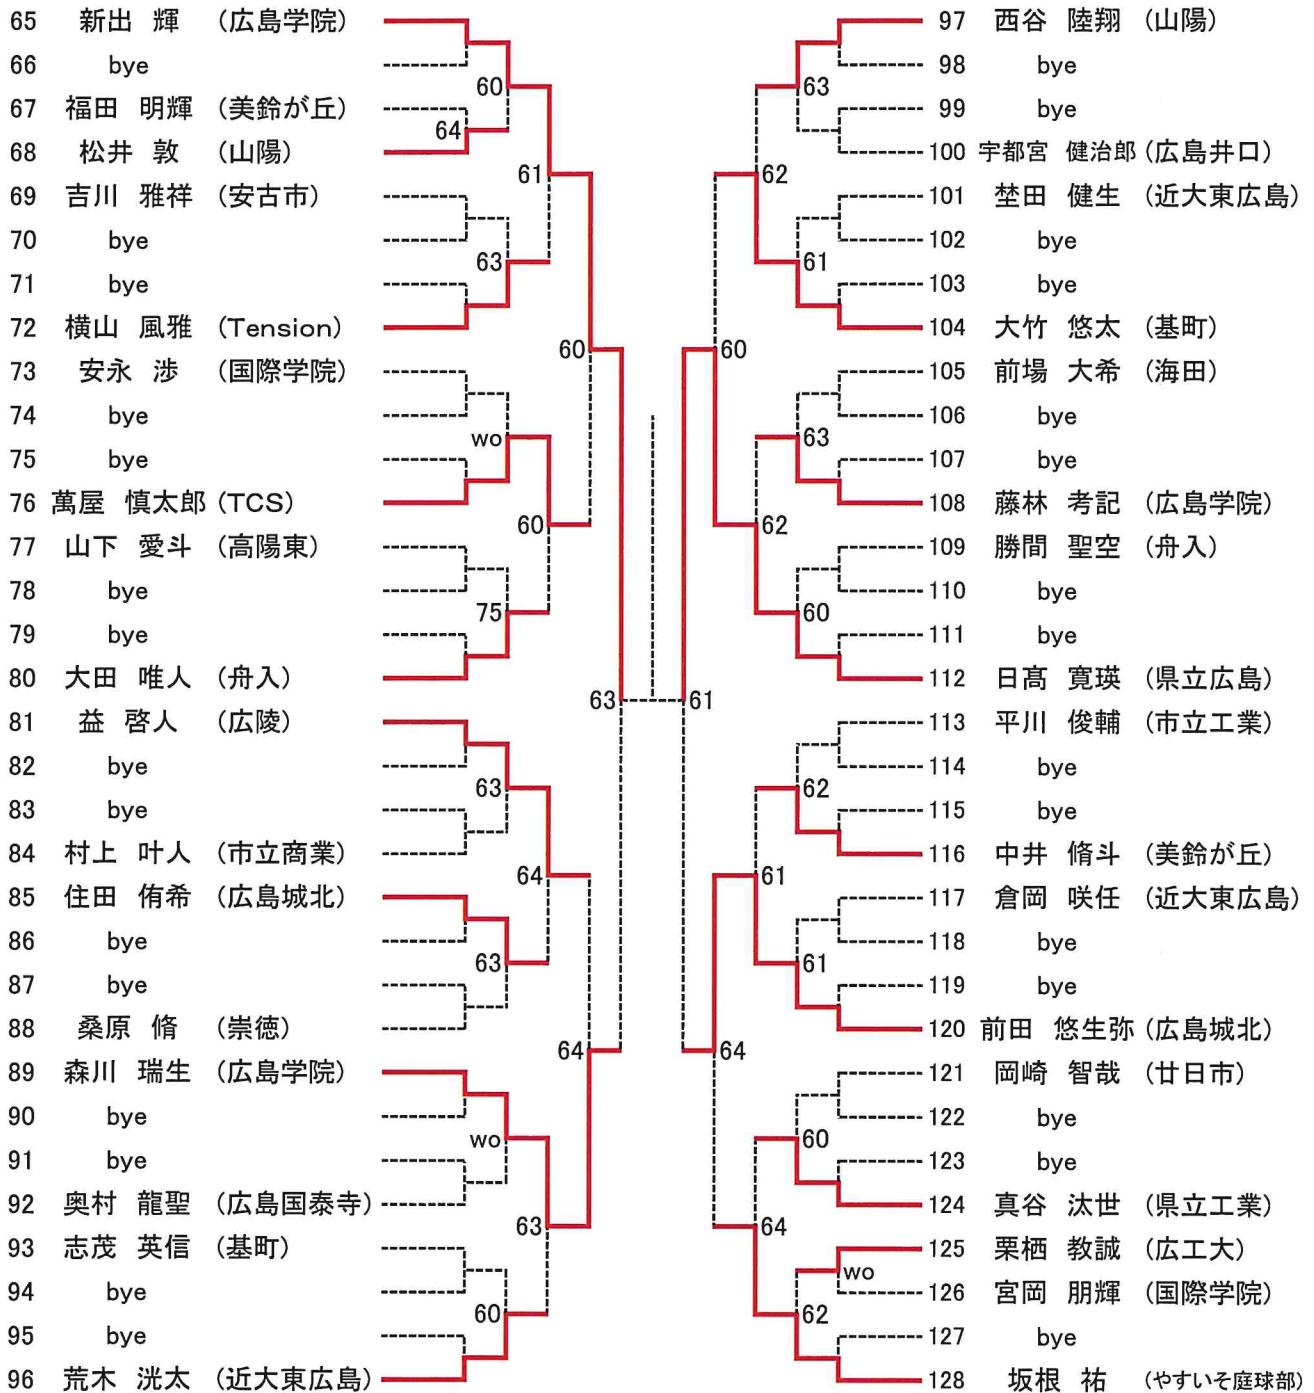 65 新出 輝 (広島学院)
66 bye
67 福田 明輝 (美鈴が丘)
68 松井 敦 (山陽)
69 吉川 雅祥 (安古市)
70 bye
71 bye
72 横山 風雅 (Tension)
73 安永 渉 (国際学院)
74 bye
75 bye
76 萬屋 慎太郎 (TCS)
77 山下 愛斗 (高陽東)
78 bye
79 bye
80 大田 唯人 (舟入)
81 益 啓人 (広陵)
82 bye
83 bye
84 村上 叶人 (市立商業)
85 住田 侑希 (広島城北)
86 bye
87 bye
88 桑原 脩 (崇徳)
89 森川 瑞生 (広島学院)
90 bye
91 bye
92 奥村 龍聖 (広島国泰寺)
93 志茂 英信 (基町)
94 bye
95 bye
96 荒木 洸太 (近大東広島)
64
60
63
wo
75
63
63
wo
60
61
60
64
63
60
64
63
61
60
64
62
62
61
64
63
61
63
60
62
61
60
62
wo
97 西谷 陸翔 (山陽)
98 bye
99 bye
100 宇都宮 健治郎 (広島井口)
101 埜田 健生 (近大東広島)
102 bye
103 bye
104 大竹 悠太 (基町)
105 前場 大希 (海田)
106 bye
107 bye
108 藤林 考記 (広島学院)
109 勝間 聖空 (舟入)
110 bye
111 bye
112 日髙 寛瑛 (県立広島)
113 平川 俊輔 (市立工業)
114 bye
115 bye
116 中井 脩斗 (美鈴が丘)
117 倉岡 咲任 (近大東広島)
118 bye
119 bye
120 前田 悠生弥 (広島城北)
121 岡崎 智哉 (廿日市)
122 bye
123 bye
124 真谷 汰世 (県立工業)
125 栗栖 教誠 (広工大)
126 宮岡 朋輝 (国際学院)
127 bye
128 坂根 祐 (やすいそ庭球部)